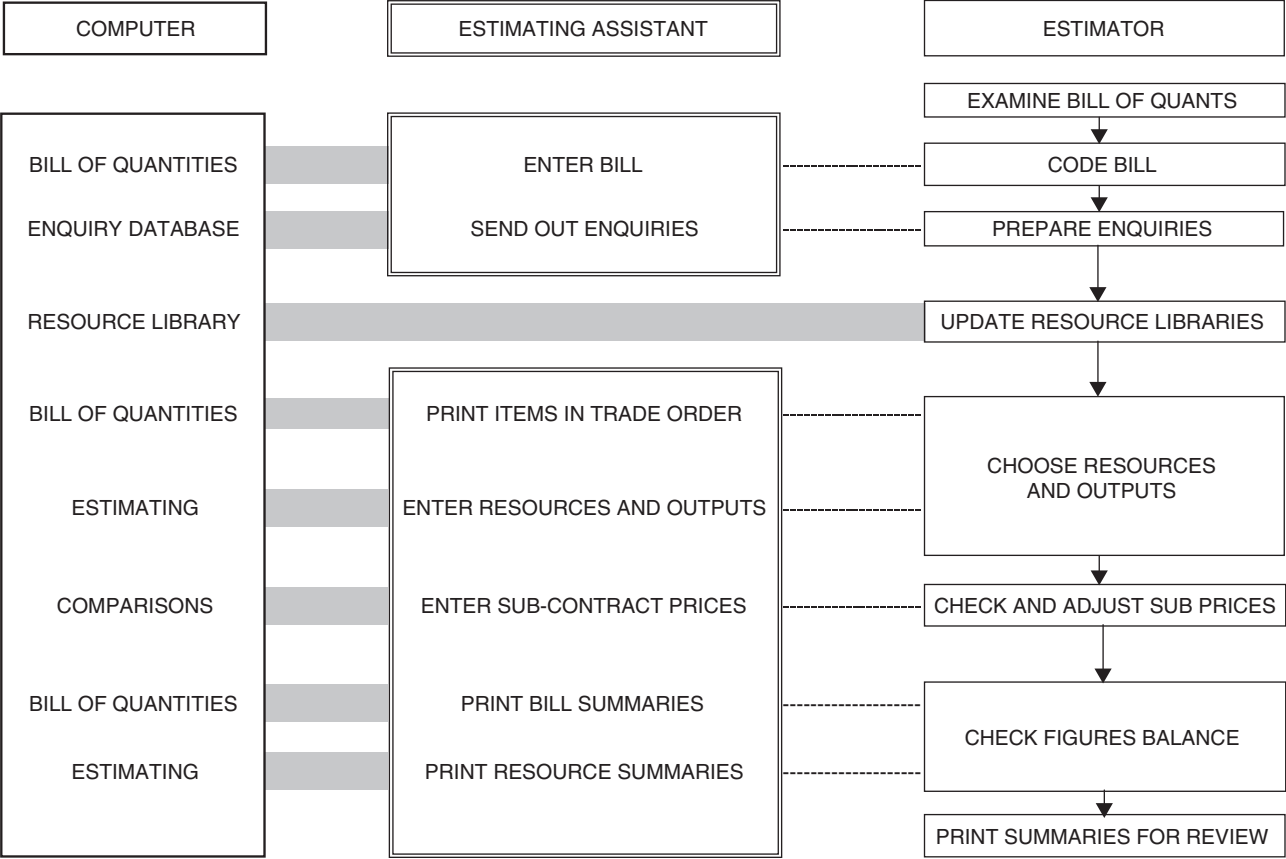 COMPUTER
ESTIMATING ASSISTANT
ESTIMATOR
EXAMINE BILL OF QUANTS
BILL OF QUANTITIES
ENTER BILL
CODE BILL
ENQUIRY DATABASE
SEND OUT ENQUIRIES
PREPARE ENQUIRIES
RESOURCE LIBRARY
UPDATE RESOURCE LIBRARIES
BILL OF QUANTITIES
PRINT ITEMS IN TRADE ORDER
CHOOSE RESOURCES
AND OUTPUTS
ESTIMATING
ENTER RESOURCES AND OUTPUTS
COMPARISONS
ENTER SUB-CONTRACT PRICES
CHECK AND ADJUST SUB PRICES
BILL OF QUANTITIES
PRINT BILL SUMMARIES
CHECK FIGURES BALANCE
ESTIMATING
PRINT RESOURCE SUMMARIES
PRINT SUMMARIES FOR REVIEW